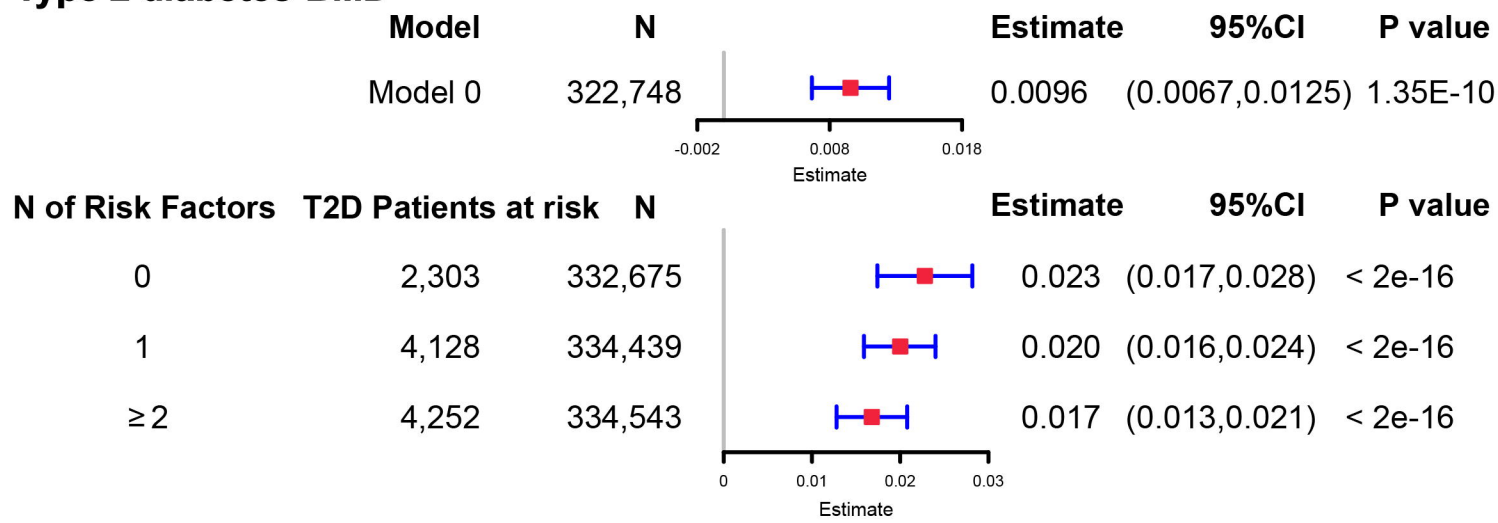 Model N Estimate 95%CI P value
Model 0 322,748 0.0096 (0.0067,0.0125) 1.35E-10
-0.002 0.008 0.018
Estimate
N of Risk Factors T2D Patients at risk N Estimate 95%CI P value
0 2,303 332,675 0.023 (0.017,0.028) < 2e-16
1 4,128 334,439 0.020 (0.016,0.024) < 2e-16
≥2 4,252 334,543 0.017 (0.013,0.021) < 2e-16
0 0.01 0.02 0.03
Estimate